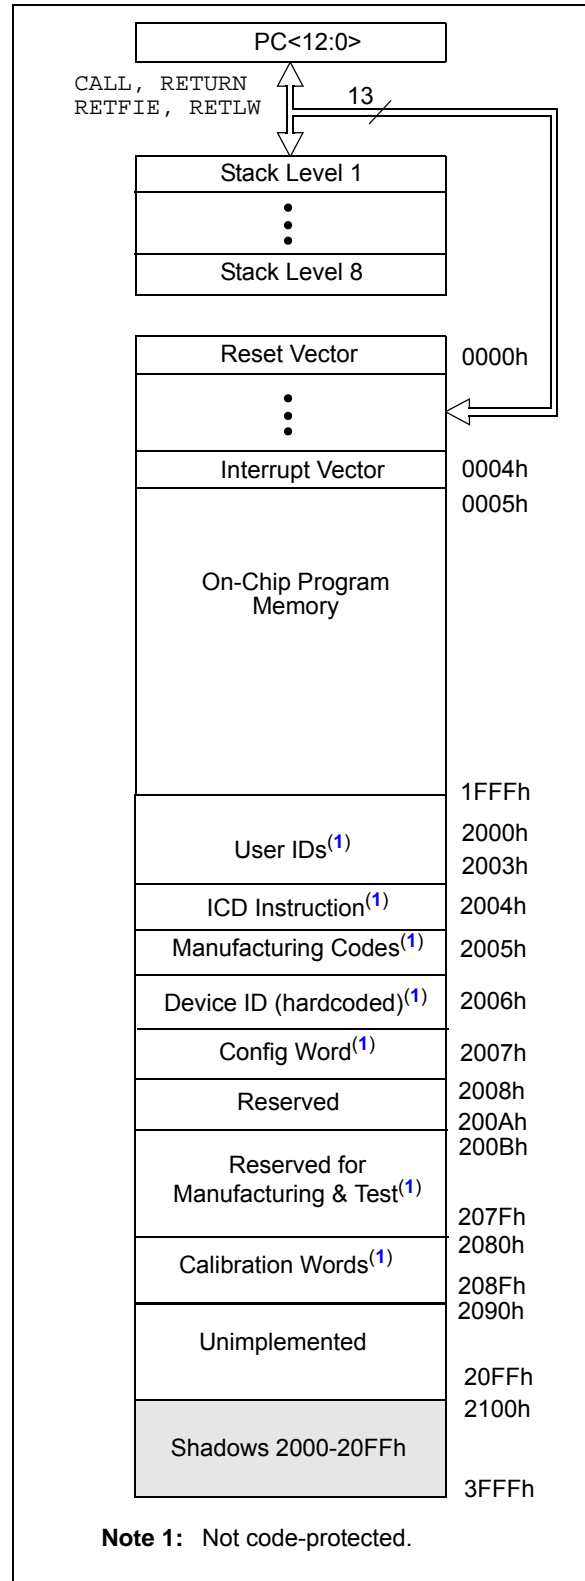 PC<12:0>
CALL, RETURN
RETFIE, RETLW
13
Stack Level 1
Stack Level 8
Reset Vector 0000h
Interrupt Vector 0004h
0005h
On-Chip Program
Memory
1FFFh
2000h
User IDs(1)
2003h
ICD Instruction(1) 2004h
Manufacturing Codes(1) 2005h
Device ID (hardcoded)(1) 2006h
Config Word(1) 2007h
2008h
Reserved
200Ah
200Bh
Reserved for
Manufacturing & Test(1)
207Fh
2080h
Calibration Words(1)
208Fh
2090h
Unimplemented
20FFh
2100h
Shadows 2000-20FFh
3FFFh
Note 1: Not code-protected.